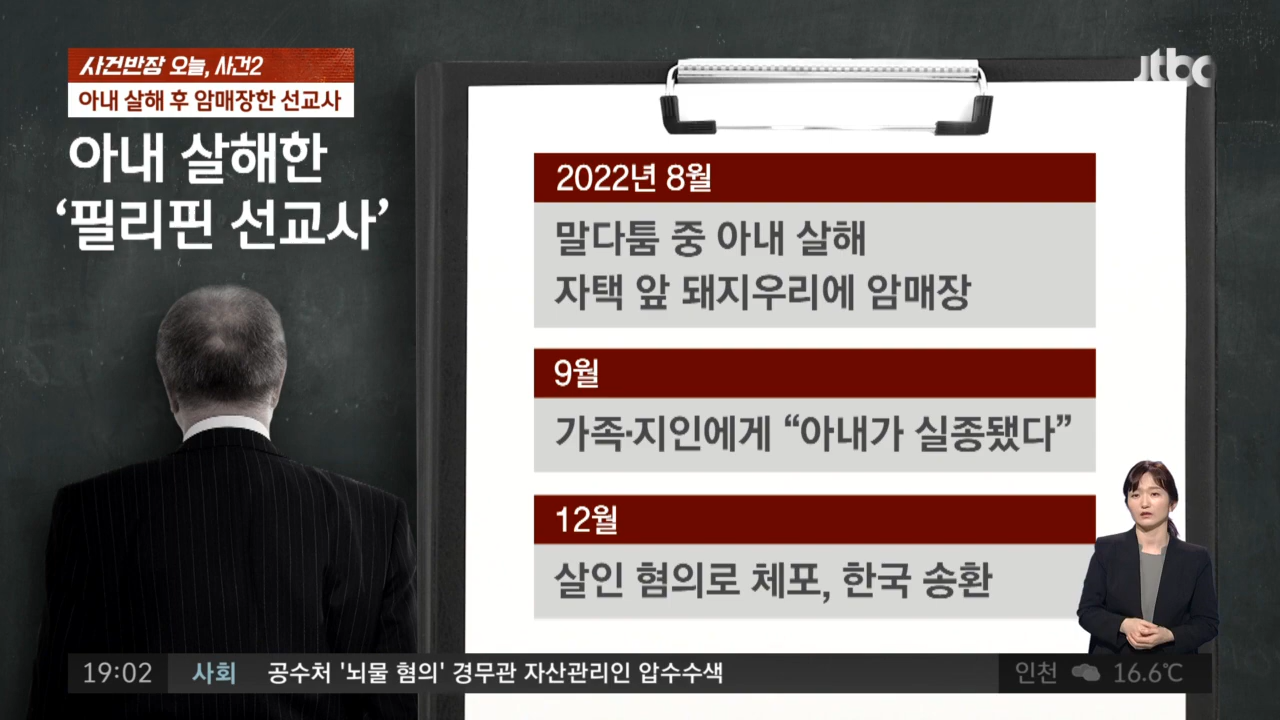 사건반장 오늘, 사건2
아내 살해 후 암매장한 선교사
jtbc
아내 살해한
‘필리핀 선교사’
2022년 8월
말다툼 중 아내 살해
자택 앞 돼지우리에 암매장
9월
가족·지인에게 “아내가 실종됐다”
12월
살인 혐의로 체포, 한국 송환
19:02 사회 공수처 '뇌물 혐의' 경무관 자산관리인 압수수색 인천 16.6℃